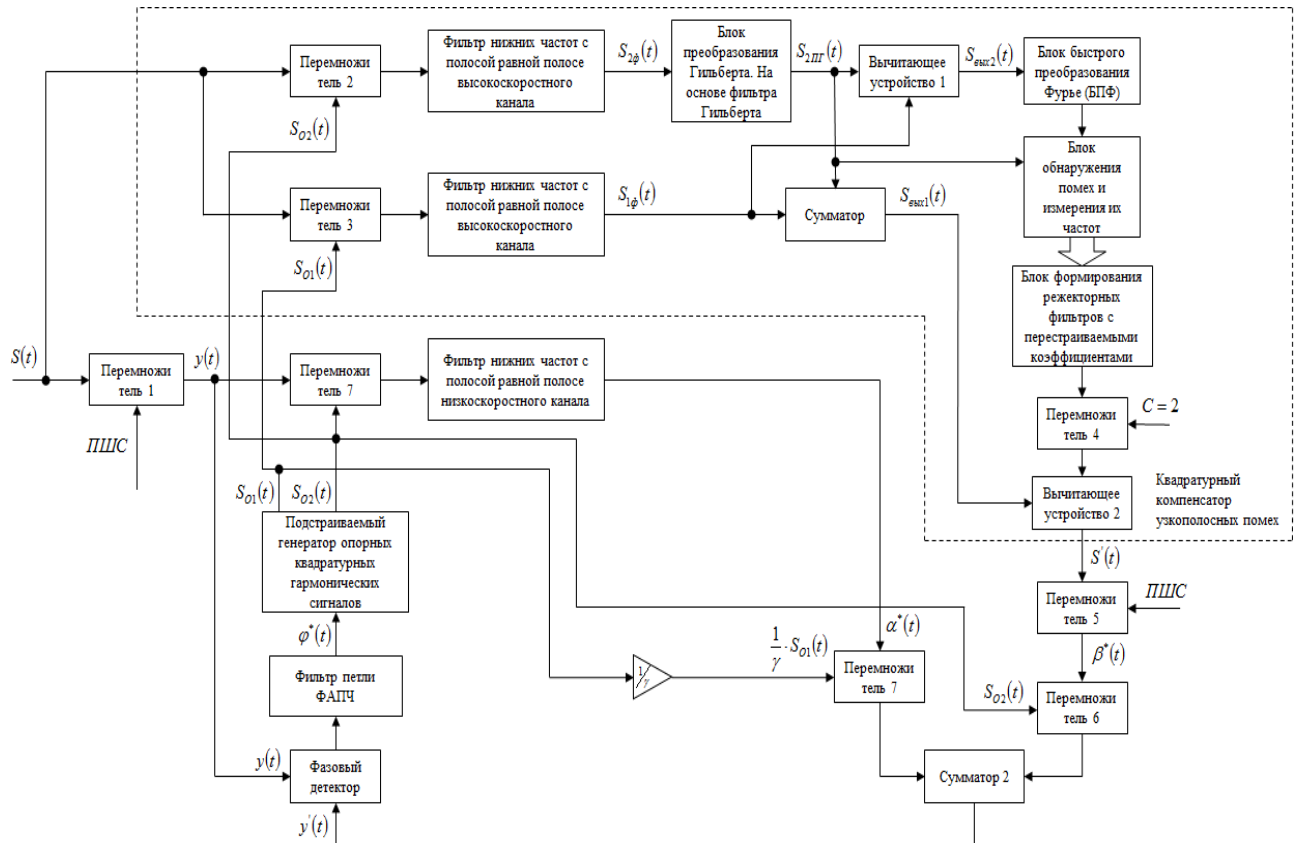 Перемножи
тель 2
Фильтр нижних частот с
полосой равной полосе
высокоскоростного
канала
S2ф(t)
Блок
преобразования
Гильберта. На
основе фильтра
Гильберта
S2ПГ(t)
Вычитающее
устройство 1
Sвых2(t)
Блок быстрого
преобразования
Фурье (БПФ)
SO2(t)
Перемножи
тель 3
Фильтр нижних частот с
полосой равной полосе
высокоскоростного
канала
S1ф(t)
Сумматор
Sвых1(t)
Блок
обнаружения
помех и
измерения их
частот
SO1(t)
Блок формирования
режекторных
фильтров с
перестраиваемыми
коэффициентами
S(t)
Перемножи
тель 1
y(t)
Перемножи
тель 7
Фильтр нижних частот с
полосой равной полосе
низкоскоростного
канала
ПШС
Перемножи
тель 4
C = 2
SO1(t)
SO2(t)
Вычитающее
устройство 2
Квадратурный
компенсатор
узкополосных помех
Подстраиваемый
генератор опорных
квадратурных
гармонических
сигналов
S'(t)
Перемножи
тель 5
ПШС
φ*(t)
α*(t)
β*(t)
Фильтр петли
ФАПЧ
1/γ
1/γ · SO1(t)
Перемножи
тель 7
SO2(t)
Перемножи
тель 6
y(t)
Фазовый
детектор
Сумматор 2
y'(t)